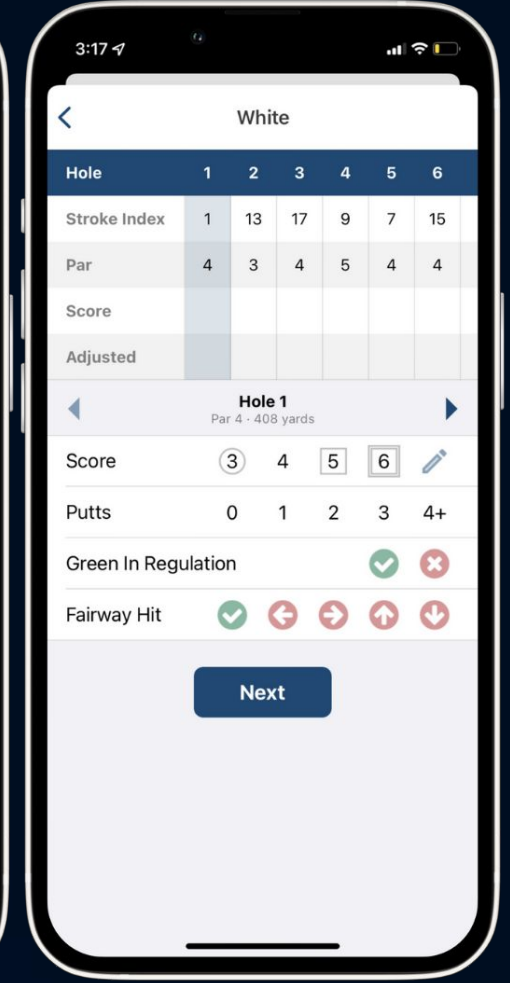 3:17
White
Hole 1 2 3 4 5 6
Stroke Index 1 13 17 9 7 15
Par 4 3 4 5 4 4
Score
Adjusted
Hole 1
Par 4 · 408 yards
Score 3 4 5 6
Putts 0 1 2 3 4+
Green In Regulation
Fairway Hit
Next